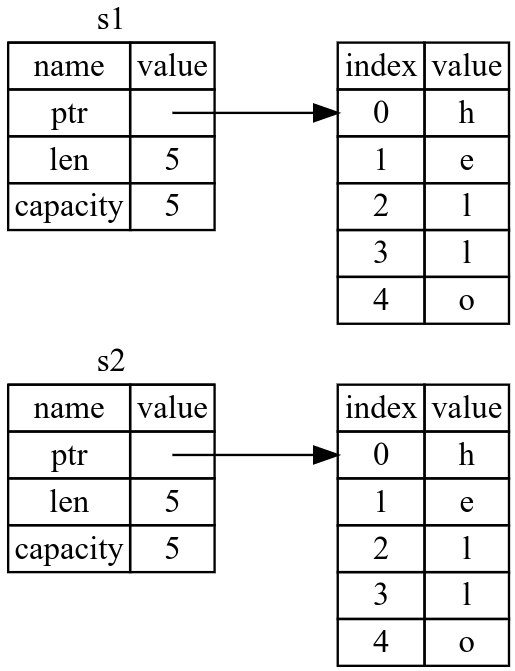 s1
name value
ptr
len 5
capacity 5
index value
0 h
1 e
2 l
3 l
4 o
s2
name value
ptr
len 5
capacity 5
index value
0 h
1 e
2 l
3 l
4 o